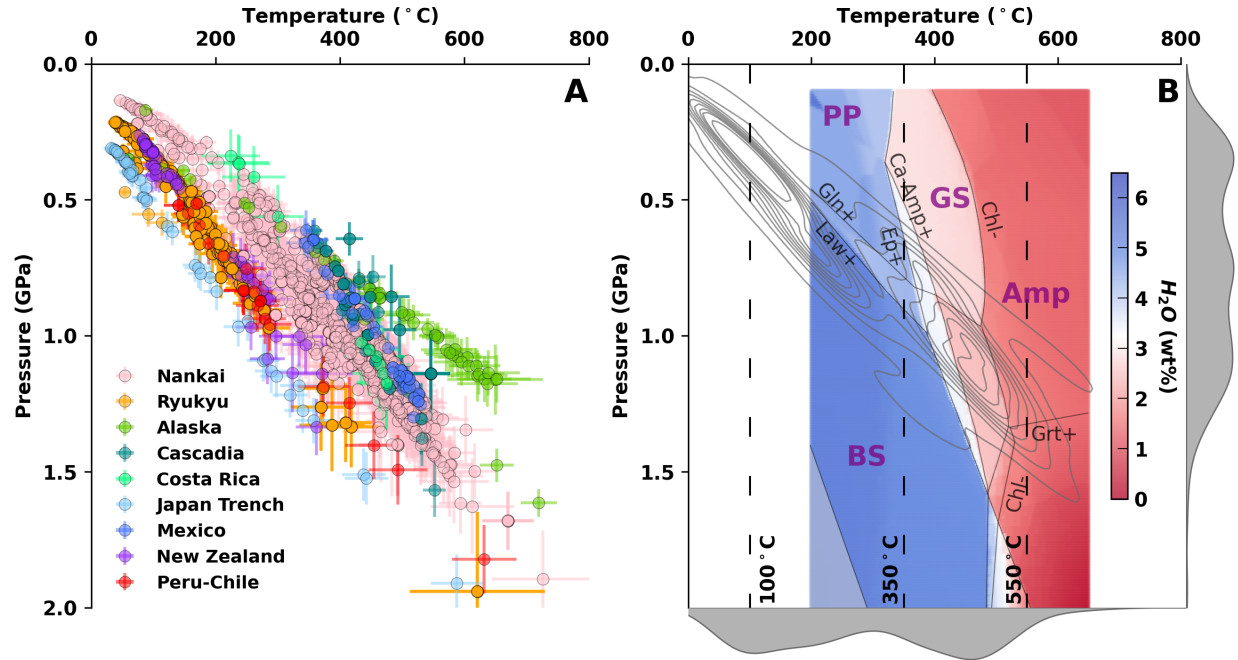 Temperature (°C)
0 200 400 600 800
0.0
0.5
1.0
1.5
2.0
Pressure (GPa)
A
Nankai
Ryukyu
Alaska
Cascadia
Costa Rica
Japan Trench
Mexico
New Zealand
Peru-Chile
Temperature (°C)
0 200 400 600 800
0.0
0.5
1.0
1.5
2.0
Pressure (GPa)
B
PP
GS
Amp
BS
Gln+
Law+
Ca-Amp+
Ep+
Chl-
Grt+
Chl-
100°C
350°C
550°C
6
5
4
3
2
1
0
H2O (wt%)